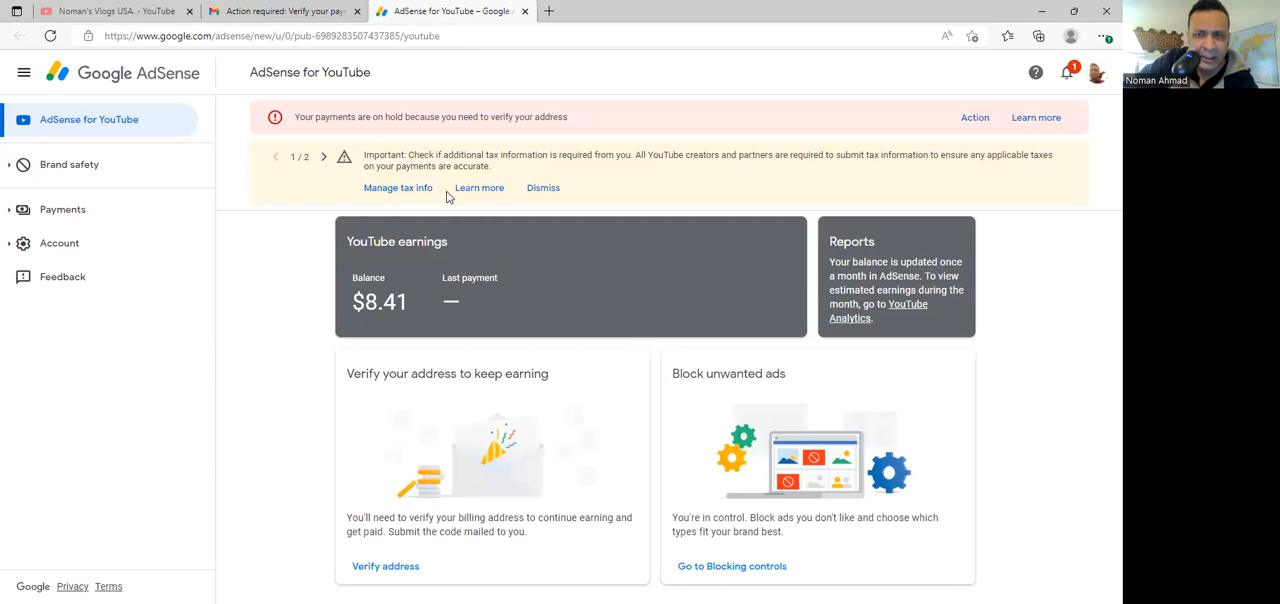 Noman's Vlogs USA. - YouTube
Action required: Verify your payr
AdSense for YouTube – Google A
https://www.google.com/adsense/new/u/0/pub-6989283507437385/youtube
Google AdSense
AdSense for YouTube
1
Noman Ahmad
AdSense for YouTube
Brand safety
Payments
Account
Feedback
Your payments are on hold because you need to verify your address
Action
Learn more
1 / 2
Important: Check if additional tax information is required from you. All YouTube creators and partners are required to submit tax information to ensure any applicable taxes
on your payments are accurate.
Manage tax info
Learn more
Dismiss
YouTube earnings
Balance
Last payment
$8.41
—
Reports
Your balance is updated once
a month in AdSense. To view
estimated earnings during the
month, go to YouTube
Analytics.
Verify your address to keep earning
You'll need to verify your billing address to continue earning and
get paid. Submit the code mailed to you.
Verify address
Block unwanted ads
You're in control. Block ads you don't like and choose which
types fit your brand best.
Go to Blocking controls
Google
Privacy
Terms